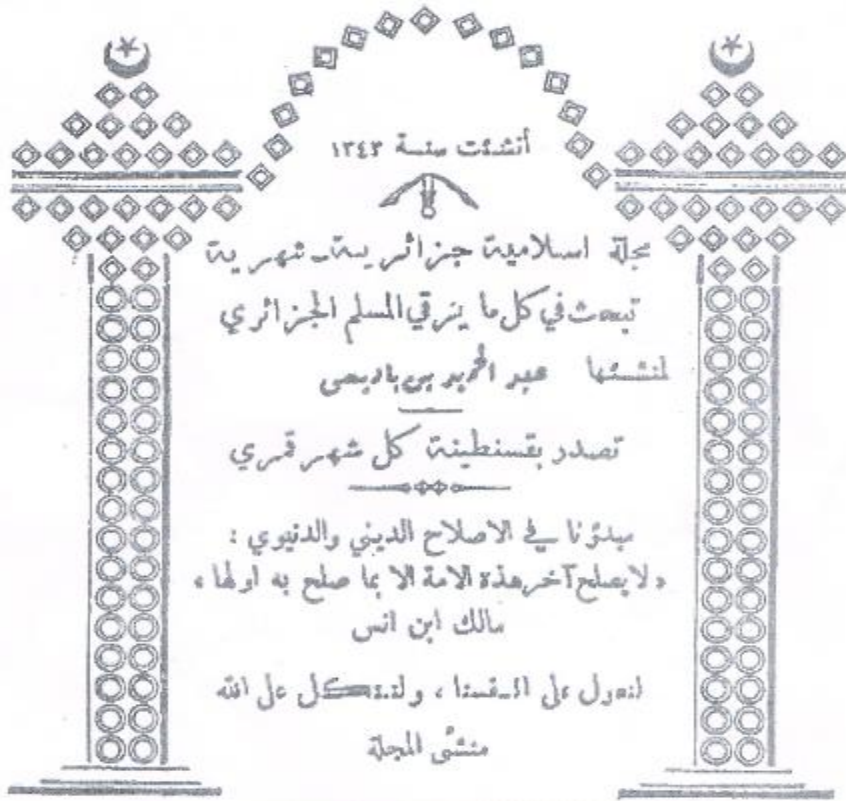 أنشئت سنة ١٣٤٣
مجلة اسلامية جزائرية - شهرية
تبحث في كل ما يرقي المسلم الجزائري
لمنشئها عبد الحميد بن باديس
تصدر بقسنطينة كل شهر قمري
مبدؤنا في الاصلاح الديني والدنيوي :
« لا يصلح آخر هذه الامة الا بما صلح به اولها »
مالك ابن انس
لنعول على انفسنا ، ولنتكل على الله
منشئ المجلة